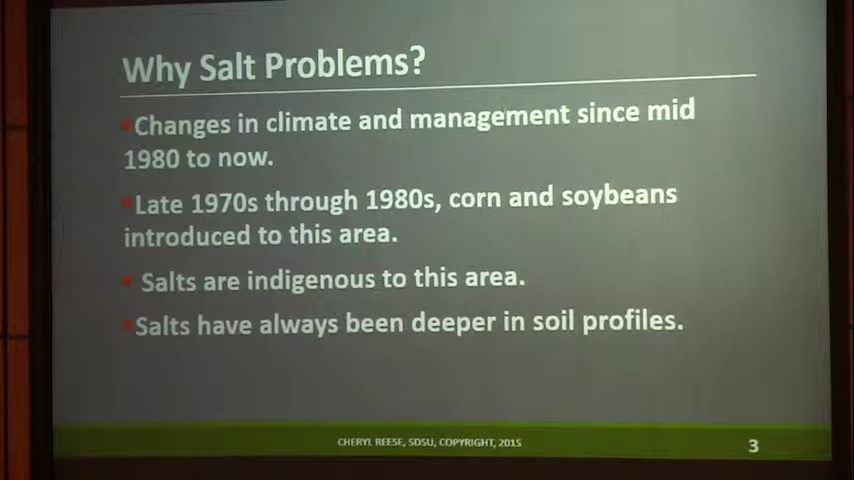 Why Salt Problems?
▪Changes in climate and management since mid
1980 to now.
▪Late 1970s through 1980s, corn and soybeans
introduced to this area.
▪ Salts are indigenous to this area.
▪Salts have always been deeper in soil profiles.
CHERYL REESE, SDSU, COPYRIGHT, 2015
3